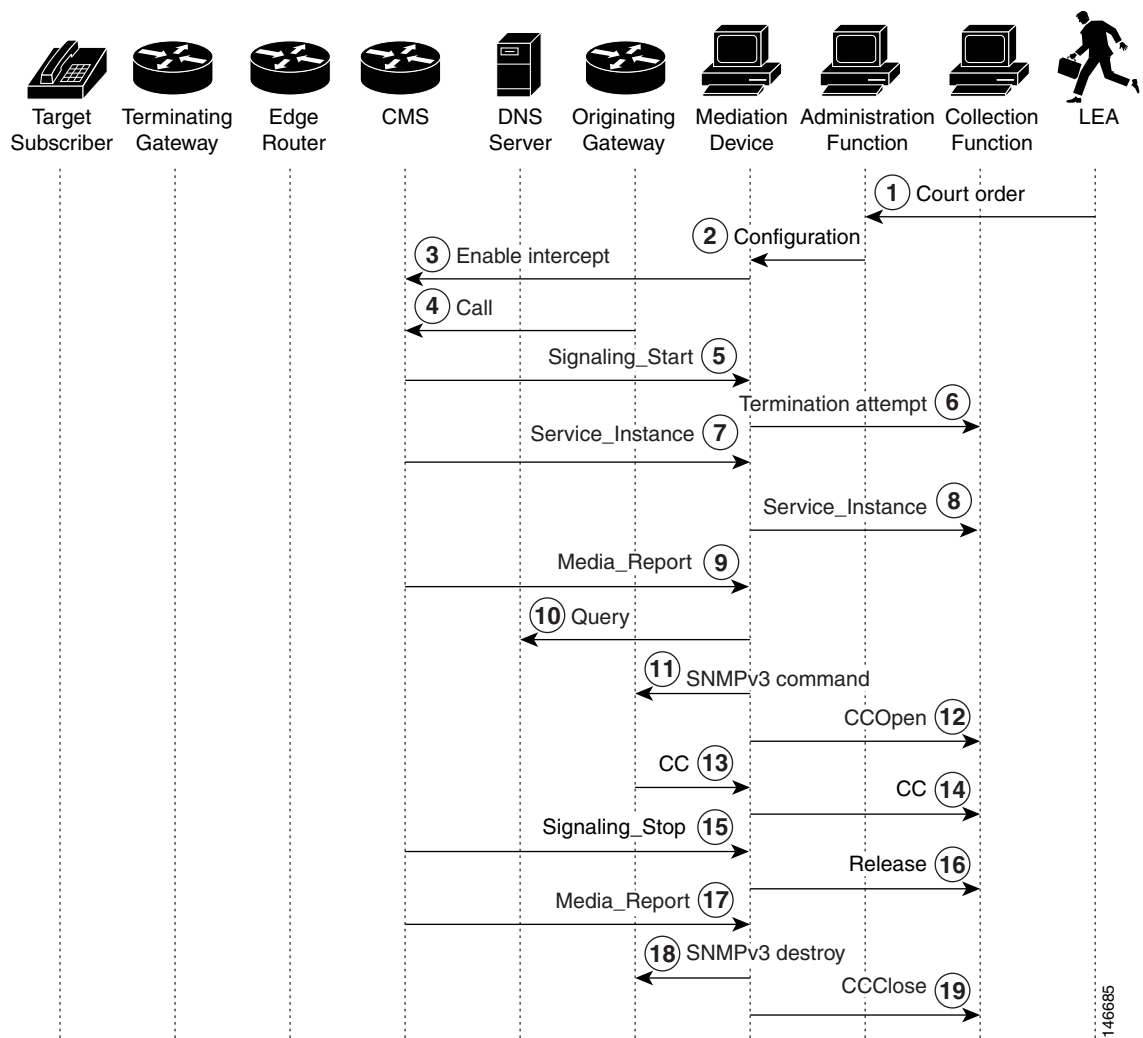 Target Subscriber
Terminating Gateway
Edge Router
CMS
DNS Server
Originating Gateway
Mediation Device
Administration Function
Collection Function
LEA
1 Court order
2 Configuration
3 Enable intercept
4 Call
Signaling_Start 5
Termination attempt 6
Service_Instance 7
Service_Instance 8
Media_Report 9
10 Query
11 SNMPv3 command
CCOpen 12
CC 13
CC 14
Signaling_Stop 15
Release 16
Media_Report 17
18 SNMPv3 destroy
CCClose 19
146685